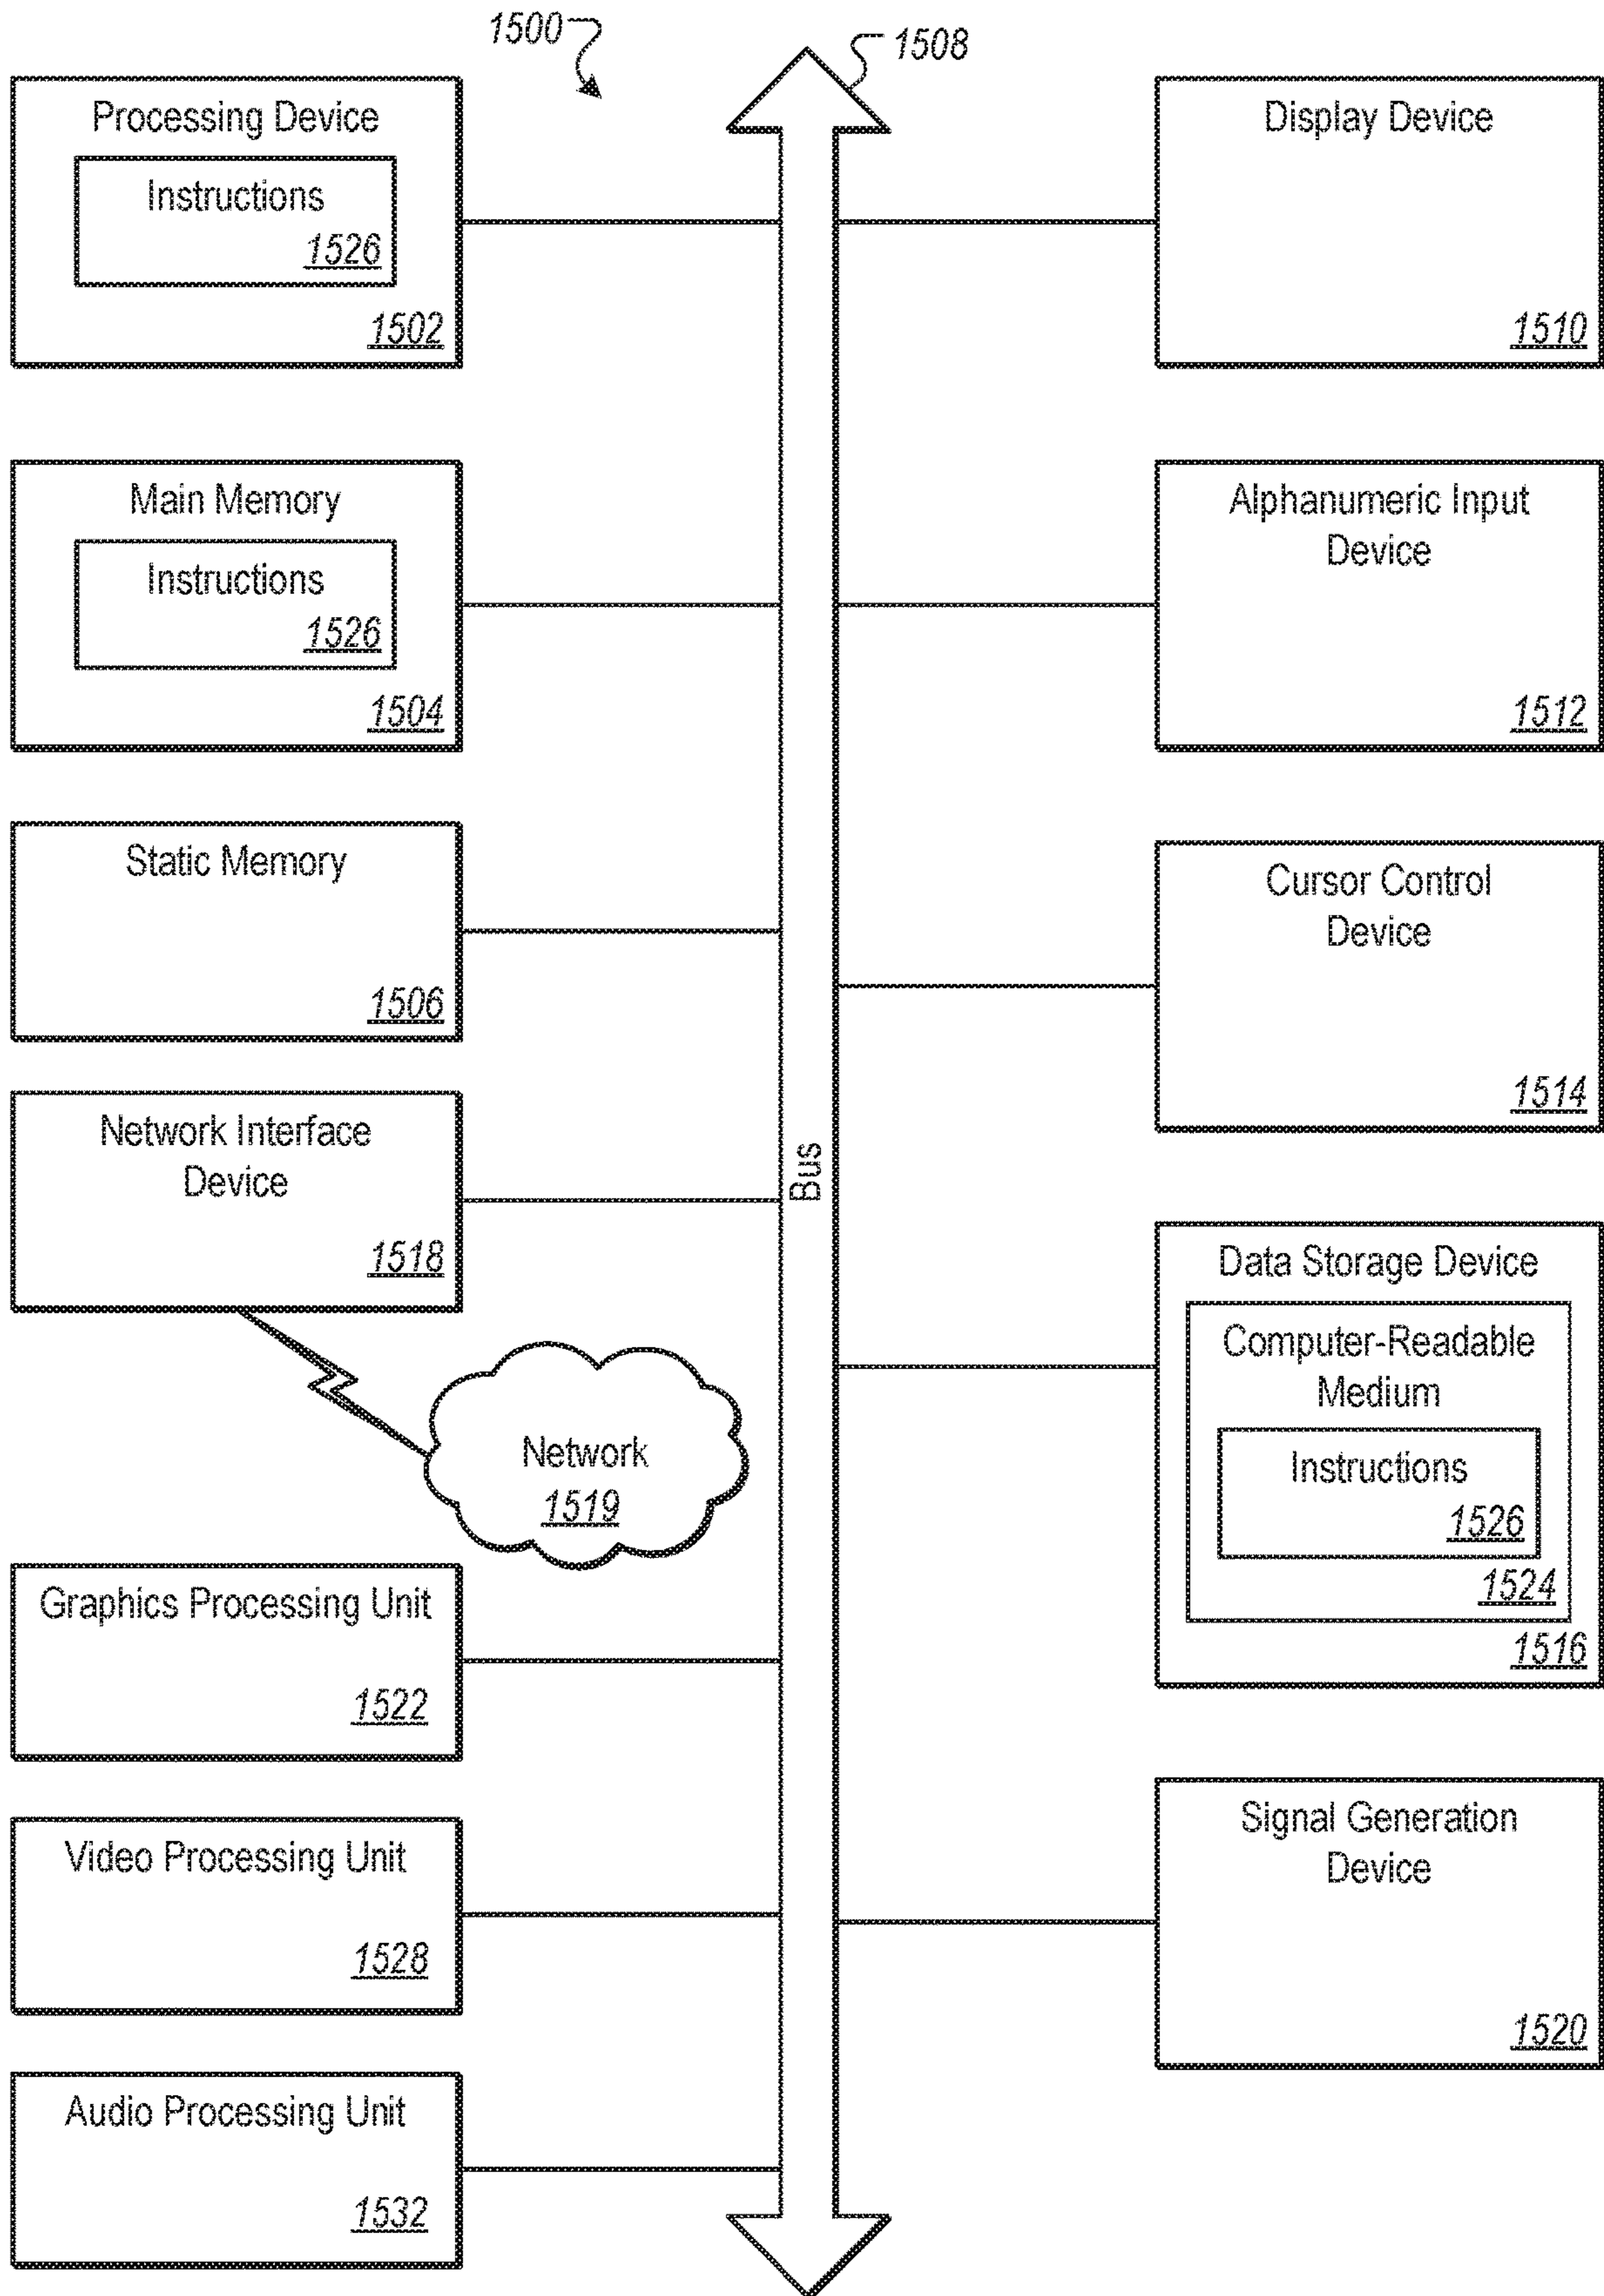 1500
1508
Processing Device
Instructions
1526
1502
Main Memory
Instructions
1526
1504
Static Memory
1506
Network Interface
Device
1518
Network
1519
Graphics Processing Unit
1522
Video Processing Unit
1528
Audio Processing Unit
1532
Bus
Display Device
1510
Alphanumeric Input
Device
1512
Cursor Control
Device
1514
Data Storage Device
Computer-Readable
Medium
Instructions
1526
1524
1516
Signal Generation
Device
1520